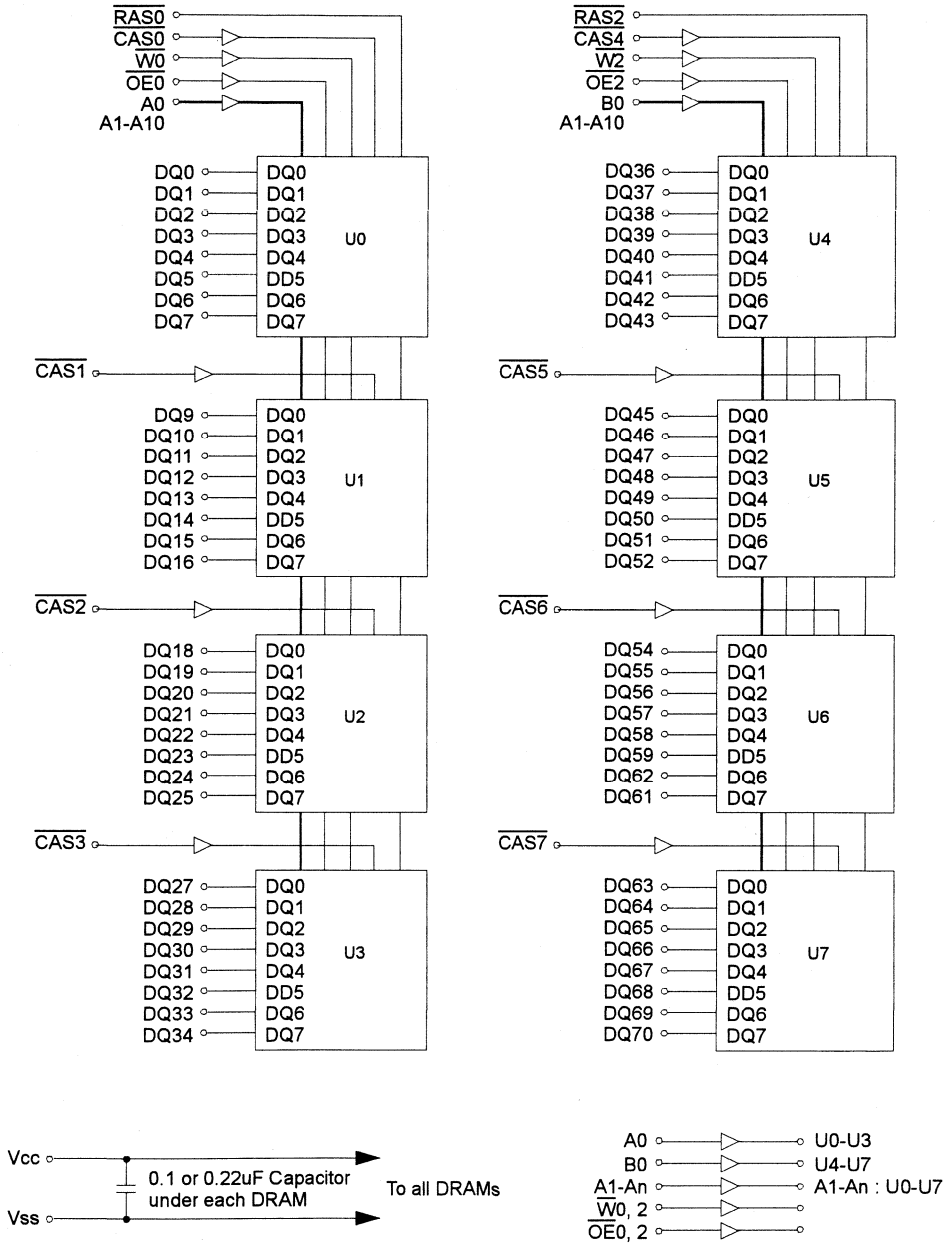 RAS0
CAS0
W0
OE0
A0
A1-A10
DQ0 DQ0
DQ1 DQ1
DQ2 DQ2
DQ3 DQ3
DQ4 DQ4
DQ5 DD5
DQ6 DQ6
DQ7 DQ7
U0
CAS1
DQ9 DQ0
DQ10 DQ1
DQ11 DQ2
DQ12 DQ3
DQ13 DQ4
DQ14 DD5
DQ15 DQ6
DQ16 DQ7
U1
CAS2
DQ18 DQ0
DQ19 DQ1
DQ20 DQ2
DQ21 DQ3
DQ22 DQ4
DQ23 DD5
DQ24 DQ6
DQ25 DQ7
U2
CAS3
DQ27 DQ0
DQ28 DQ1
DQ29 DQ2
DQ30 DQ3
DQ31 DQ4
DQ32 DD5
DQ33 DQ6
DQ34 DQ7
U3
RAS2
CAS4
W2
OE2
B0
A1-A10
DQ36 DQ0
DQ37 DQ1
DQ38 DQ2
DQ39 DQ3
DQ40 DQ4
DQ41 DD5
DQ42 DQ6
DQ43 DQ7
U4
CAS5
DQ45 DQ0
DQ46 DQ1
DQ47 DQ2
DQ48 DQ3
DQ49 DQ4
DQ50 DD5
DQ51 DQ6
DQ52 DQ7
U5
CAS6
DQ54 DQ0
DQ55 DQ1
DQ56 DQ2
DQ57 DQ3
DQ58 DQ4
DQ59 DD5
DQ62 DQ6
DQ61 DQ7
U6
CAS7
DQ63 DQ0
DQ64 DQ1
DQ65 DQ2
DQ66 DQ3
DQ67 DQ4
DQ68 DD5
DQ69 DQ6
DQ70 DQ7
U7
Vcc
0.1 or 0.22uF Capacitor
under each DRAM
To all DRAMs
Vss
A0 U0-U3
B0 U4-U7
A1-An A1-An : U0-U7
W0, 2
OE0, 2